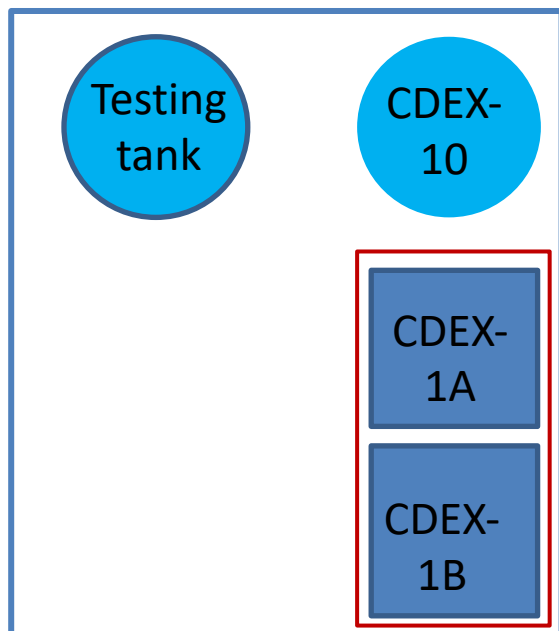 Testing
tank
CDEX-
10
CDEX-
1A
CDEX-
1B